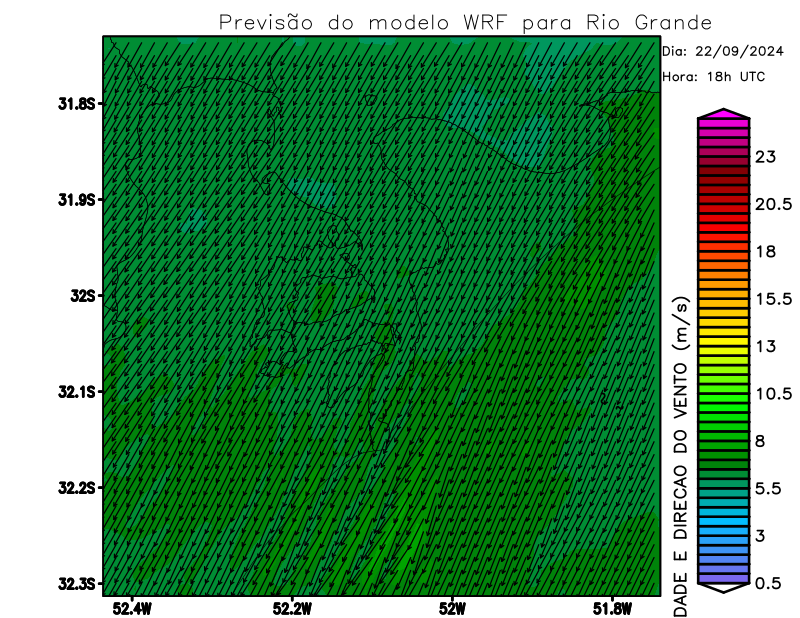 Previsão do modelo WRF para Rio Grande
Dia: 22/09/2024
Hora: 18h UTC
31.8S
31.9S
32S
32.1S
32.2S
32.3S
52.4W
52.2W
52W
51.8W
23
20.5
18
15.5
13
10.5
8
5.5
3
0.5
DADE E DIRECAO DO VENTO (m/s)